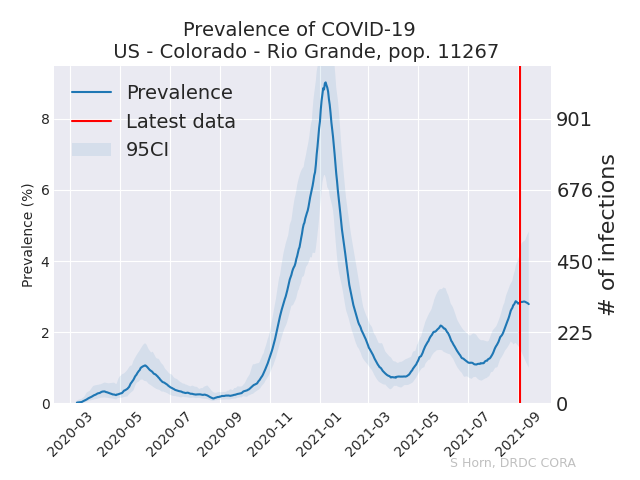 Prevalence of COVID-19
US - Colorado - Rio Grande, pop. 11267
Prevalence
Latest data
95CI
Prevalence (%)
8
6
4
2
0
901
676
450
225
0
# of infections
2020-03
2020-05
2020-07
2020-09
2020-11
2021-01
2021-03
2021-05
2021-07
2021-09
S Horn, DRDC CORA